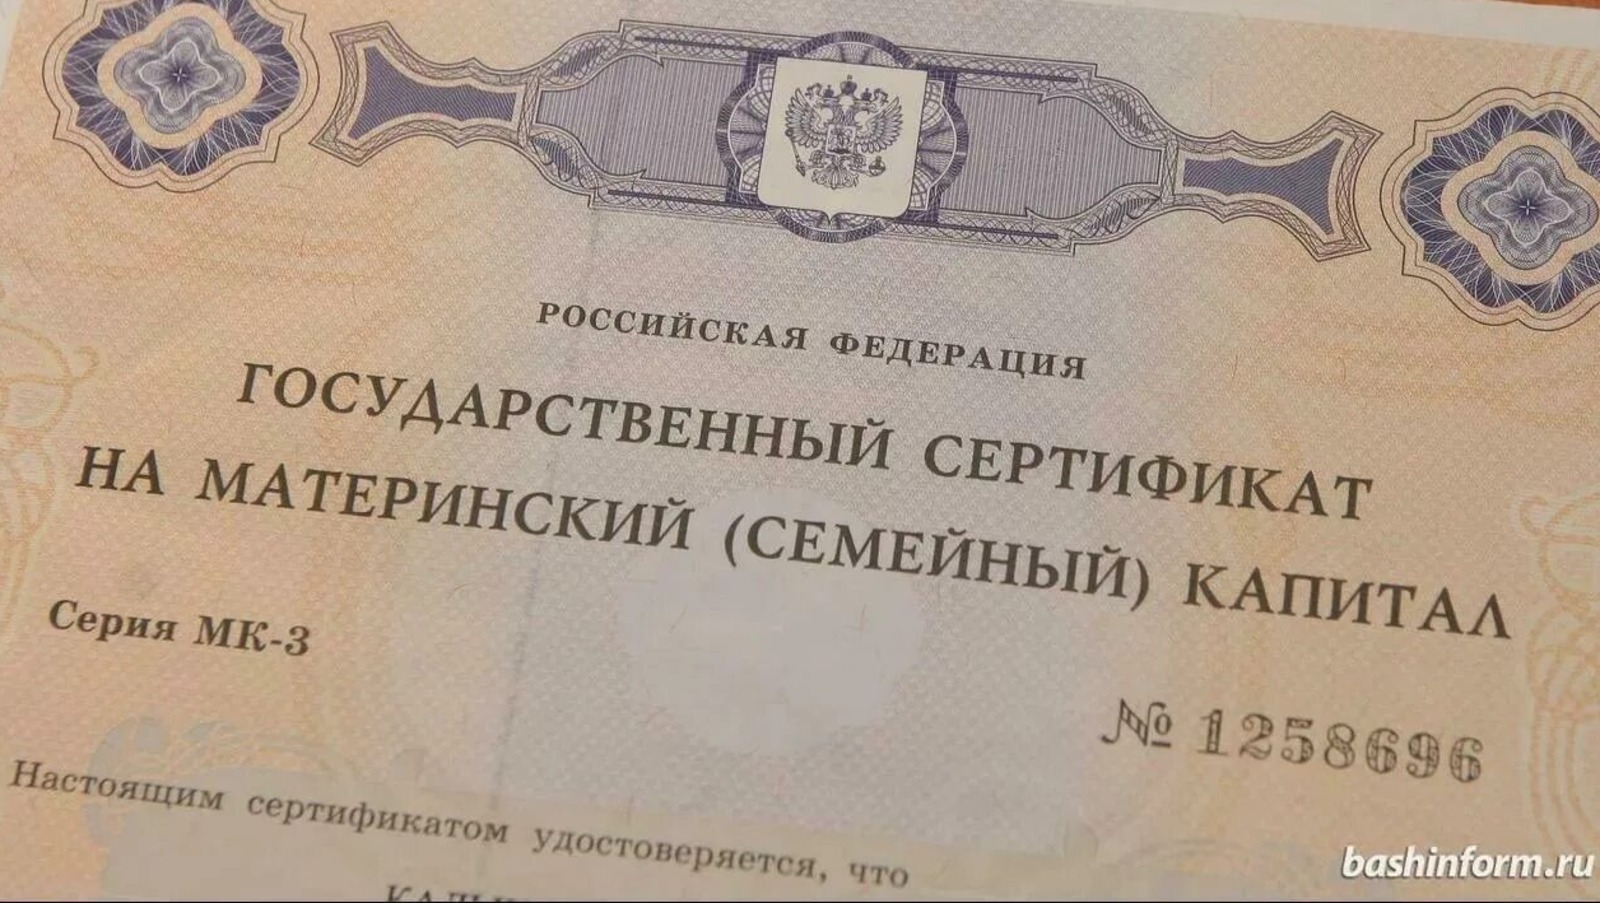 РОССИЙСКАЯ ФЕДЕРАЦИЯ
ГОСУДАРСТВЕННЫЙ СЕРТИФИКАТ
НА МАТЕРИНСКИЙ (СЕМЕЙНЫЙ) КАПИТАЛ
Серия МК-3
№ 1258696
Настоящим сертификатом удостоверяется, что
bashinform.ru